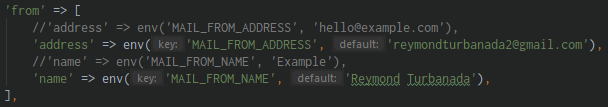 'from' => [
//'address' => env('MAIL_FROM_ADDRESS', 'hello@example.com'),
'address' => env( key: 'MAIL_FROM_ADDRESS', default: 'reymondturbanada2@gmail.com'),
//'name' => env('MAIL_FROM_NAME', 'Example'),
'name' => env( key: 'MAIL_FROM_NAME', default: 'Reymond Turbanada'),
],